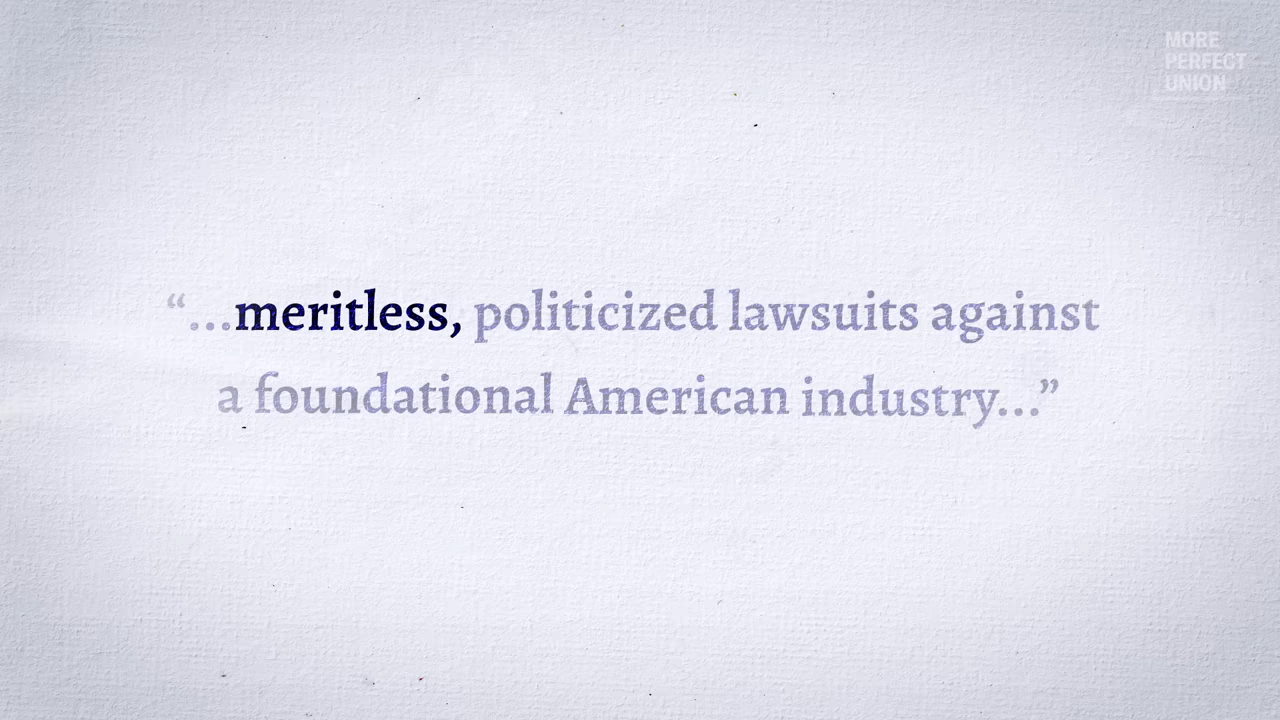 MORE
PERFECT
UNION
“...meritless, politicized lawsuits against
a foundational American industry...”